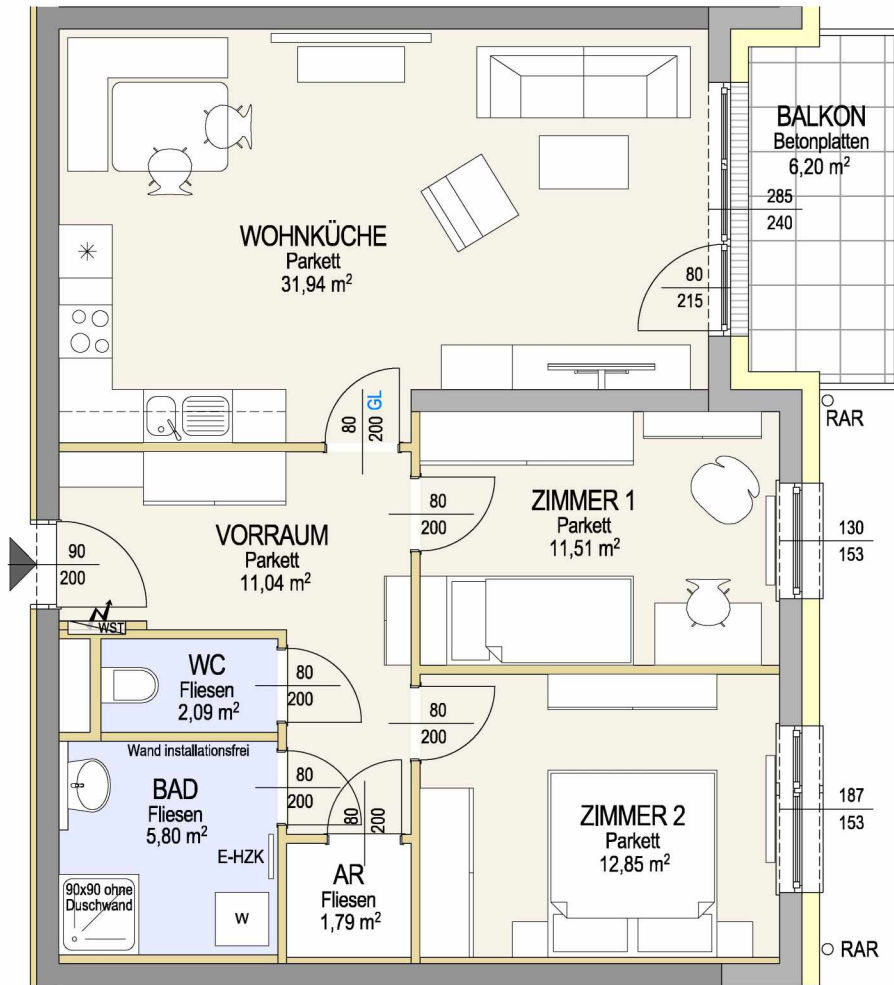 BALKON
Betonplatten
6,20 m²
285
240
WOHNKÜCHE
Parkett
31,94 m²
80
215
80
200 GL
RAR
80
200
ZIMMER 1
Parkett
11,51 m²
130
153
VORRAUM
Parkett
11,04 m²
90
200
WST
WC
Fliesen
2,09 m²
80
200
80
200
Wand installationsfrei
BAD
Fliesen
5,80 m²
80
200
80
200
187
153
ZIMMER 2
Parkett
12,85 m²
E-HZK
AR
Fliesen
1,79 m²
90x90 ohne
Duschwand
W
RAR